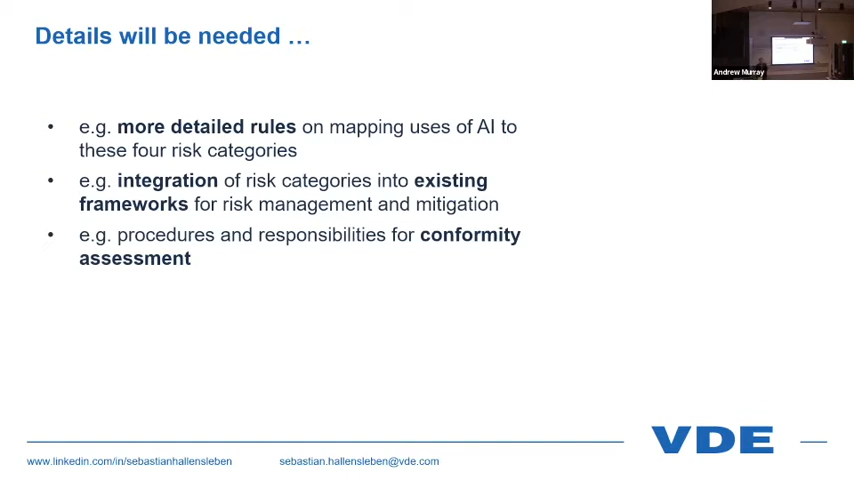 Details will be needed …
Andrew Murray
• e.g. more detailed rules on mapping uses of AI to
these four risk categories
• e.g. integration of risk categories into existing
frameworks for risk management and mitigation
• e.g. procedures and responsibilities for conformity
assessment
VDE
www.linkedin.com/in/sebastianhallensleben
sebastian.hallensleben@vde.com